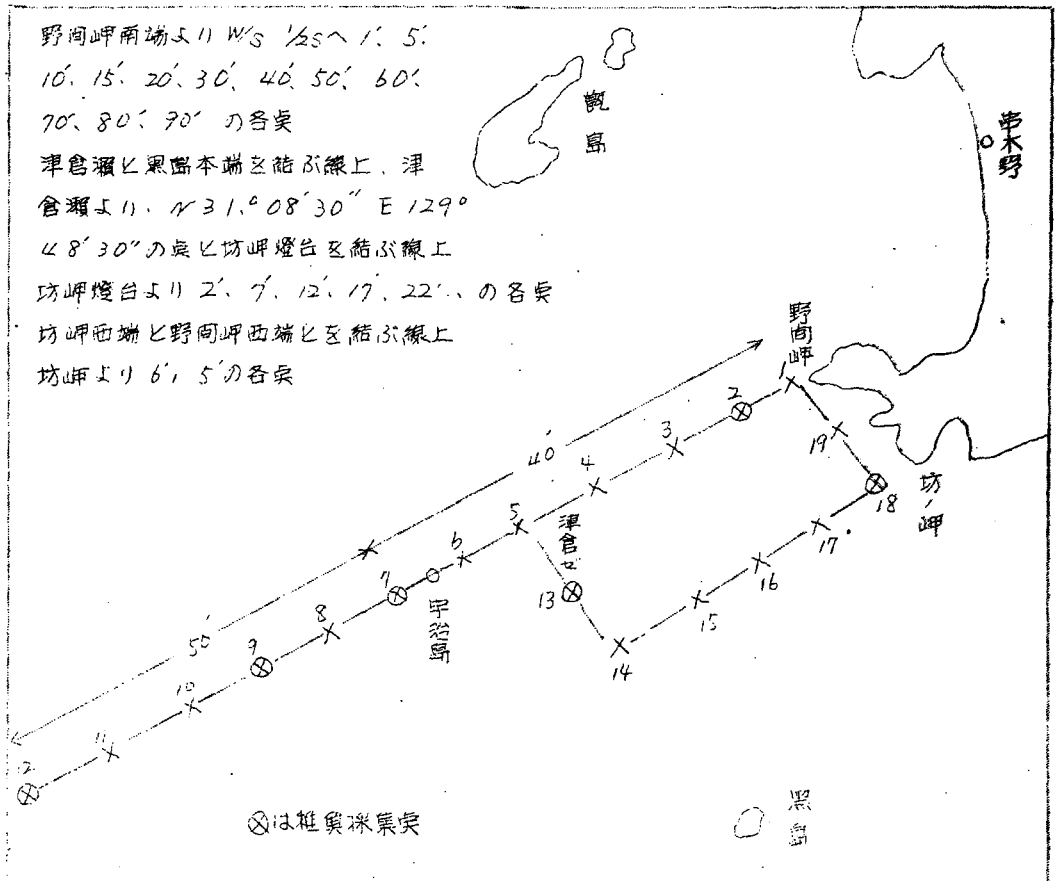 野間岬南端より W/S 1/2S へ 1′、5′、
10′、15′、20′、30′、40′、50′、60′、
70′、80′、90′ の各点
津倉瀬と黒島本端を結ぶ線上、津
倉瀬より、N31.°08′30″ E129°
48′30″の点と坊岬燈台を結ぶ線上
坊岬燈台より 2′、7′、12′、17′、22′、の各点
坊岬西端と野間岬西端とを結ぶ線上
坊岬より 6′, 5′の各点
甑島
串木野
野間岬
坊ノ岬
津倉ゼ
宇治島
黒島
40′
50′
1
2
3
4
5
6
7
8
9
10
11
12
13
14
15
16
17
18
19
⊗は稚魚採集点